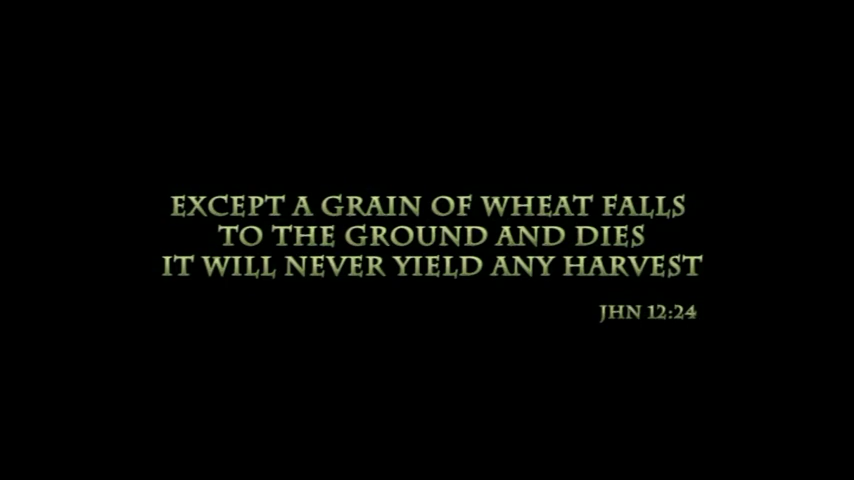 EXCEPT A GRAIN OF WHEAT FALLS
TO THE GROUND AND DIES
IT WILL NEVER YIELD ANY HARVEST
JHN 12:24